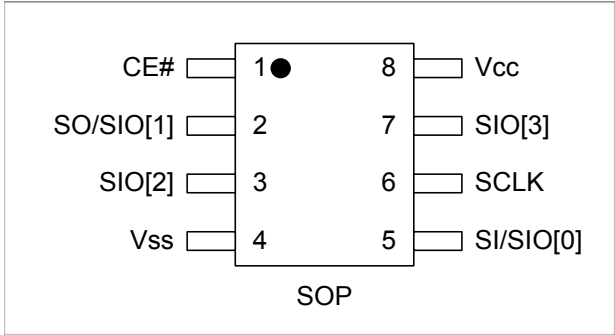 CE# 1 8 Vcc
SO/SIO[1] 2 7 SIO[3]
SIO[2] 3 6 SCLK
Vss 4 5 SI/SIO[0]
SOP